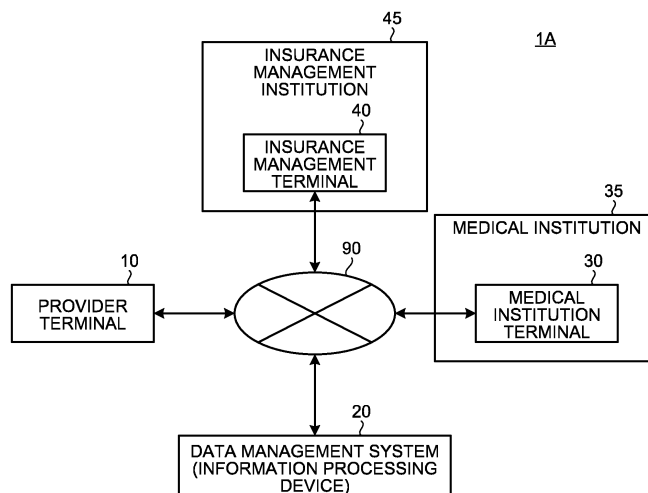 45
1A
INSURANCE
MANAGEMENT
INSTITUTION
40
INSURANCE
MANAGEMENT
TERMINAL
35
MEDICAL INSTITUTION
90
10
30
PROVIDER
TERMINAL
MEDICAL
INSTITUTION
TERMINAL
20
DATA MANAGEMENT SYSTEM
(INFORMATION PROCESSING
DEVICE)